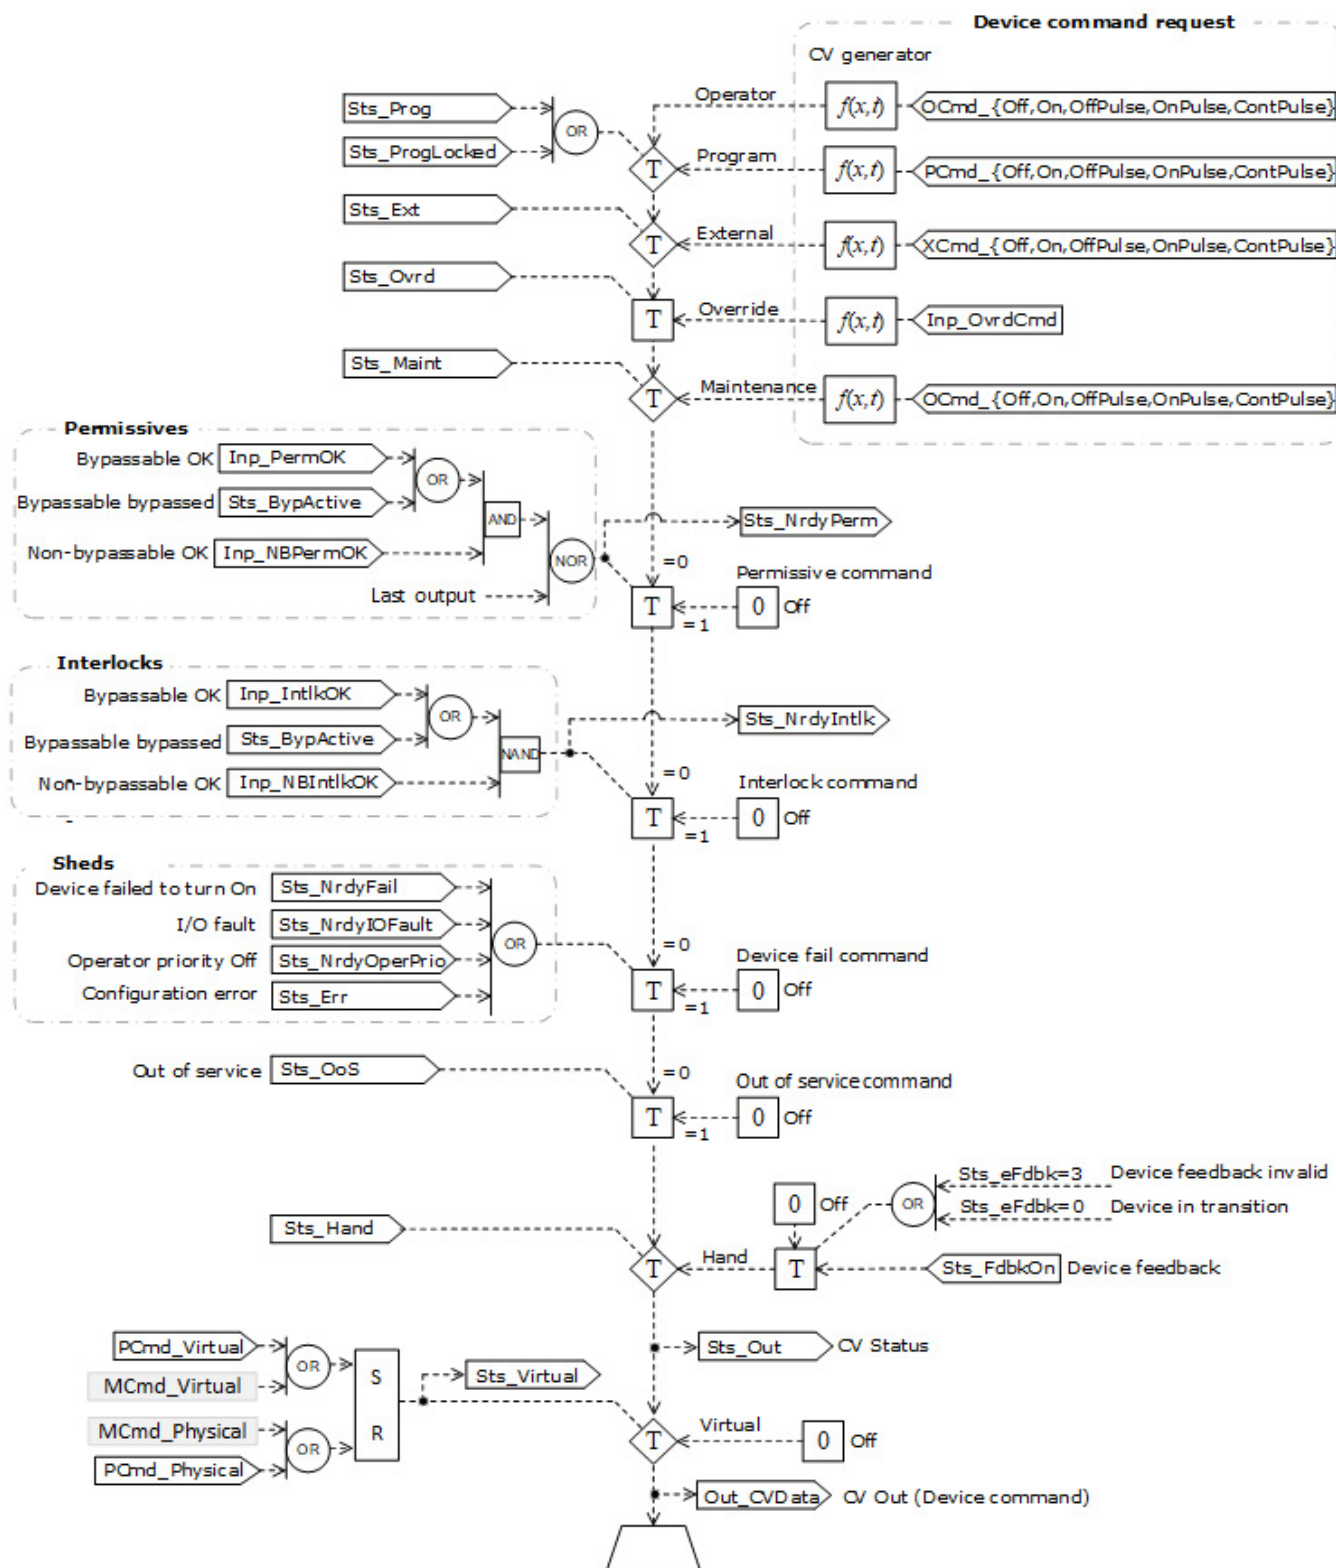 Device command request
CV generator
Operator
f(x,t)
OCmd_{Off,On,OffPulse,OnPulse,ContPulse}
Sts_Prog
OR
Sts_ProgLocked
T
Program
f(x,t)
PCmd_{Off,On,OffPulse,OnPulse,ContPulse}
Sts_Ext
T
External
f(x,t)
XCmd_{Off,On,OffPulse,OnPulse,ContPulse}
Sts_Ovrd
T
Override
f(x,t)
Inp_OvrdCmd
Sts_Maint
T
Maintenance
f(x,t)
OCmd_{Off,On,OffPulse,OnPulse,ContPulse}
Permissives
Bypassable OK
Inp_PermOK
OR
Bypassable bypassed
Sts_BypActive
AND
Non-bypassable OK
Inp_NBPermOK
NOR
Last output
Sts_NrdyPerm
=0
Permissive command
T
=1
0
Off
Interlocks
Bypassable OK
Inp_IntlkOK
OR
Bypassable bypassed
Sts_BypActive
NAND
Non-bypassable OK
Inp_NBIntlkOK
Sts_NrdyIntlk
=0
Interlock command
T
=1
0
Off
Sheds
Device failed to turn On
Sts_NrdyFail
I/O fault
Sts_NrdyIOFault
OR
Operator priority Off
Sts_NrdyOperPrio
Configuration error
Sts_Err
=0
Device fail command
T
=1
0
Off
Out of service
Sts_OoS
=0
Out of service command
T
=1
0
Off
Sts_eFdbk=3
Device feedback invalid
0
Off
OR
Sts_eFdbk=0
Device in transition
Sts_Hand
T
Hand
T
Sts_FdbkOn
Device feedback
PCmd_Virtual
OR
MCmd_Virtual
S
R
Sts_Virtual
MCmd_Physical
OR
PCmd_Physical
Sts_Out
CV Status
T
Virtual
0
Off
Out_CVData
CV Out (Device command)